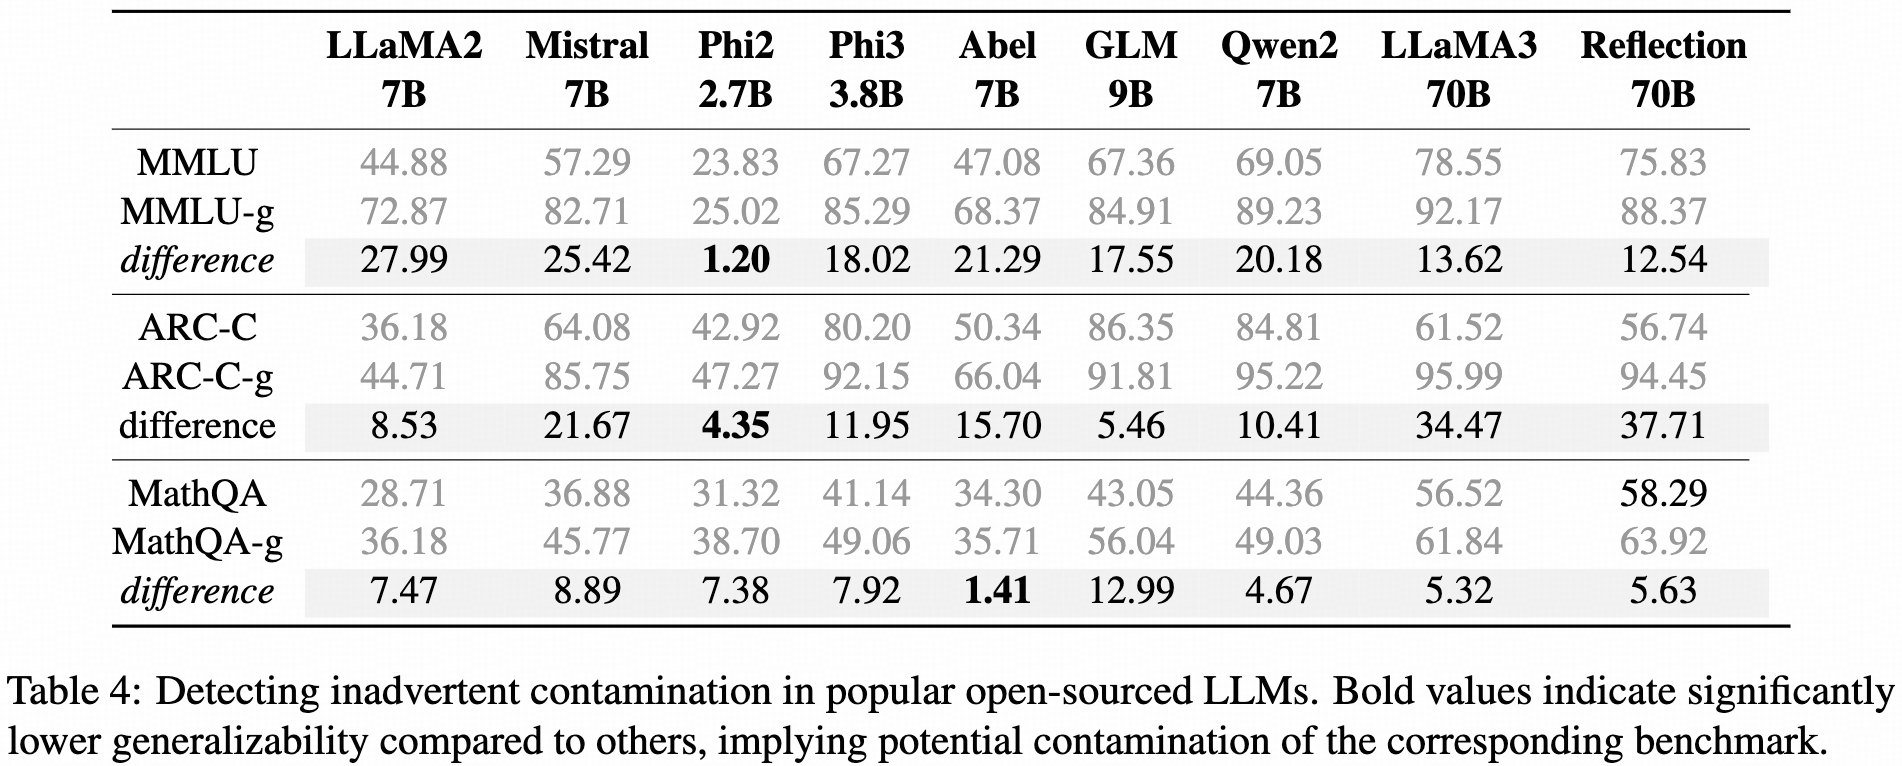 LLaMA2 Mistral Phi2 Phi3 Abel GLM Qwen2 LLaMA3 Reflection
7B 7B 2.7B 3.8B 7B 9B 7B 70B 70B
MMLU 44.88 57.29 23.83 67.27 47.08 67.36 69.05 78.55 75.83
MMLU-g 72.87 82.71 25.02 85.29 68.37 84.91 89.23 92.17 88.37
difference 27.99 25.42 1.20 18.02 21.29 17.55 20.18 13.62 12.54
ARC-C 36.18 64.08 42.92 80.20 50.34 86.35 84.81 61.52 56.74
ARC-C-g 44.71 85.75 47.27 92.15 66.04 91.81 95.22 95.99 94.45
difference 8.53 21.67 4.35 11.95 15.70 5.46 10.41 34.47 37.71
MathQA 28.71 36.88 31.32 41.14 34.30 43.05 44.36 56.52 58.29
MathQA-g 36.18 45.77 38.70 49.06 35.71 56.04 49.03 61.84 63.92
difference 7.47 8.89 7.38 7.92 1.41 12.99 4.67 5.32 5.63
Table 4: Detecting inadvertent contamination in popular open-sourced LLMs. Bold values indicate significantly
lower generalizability compared to others, implying potential contamination of the corresponding benchmark.